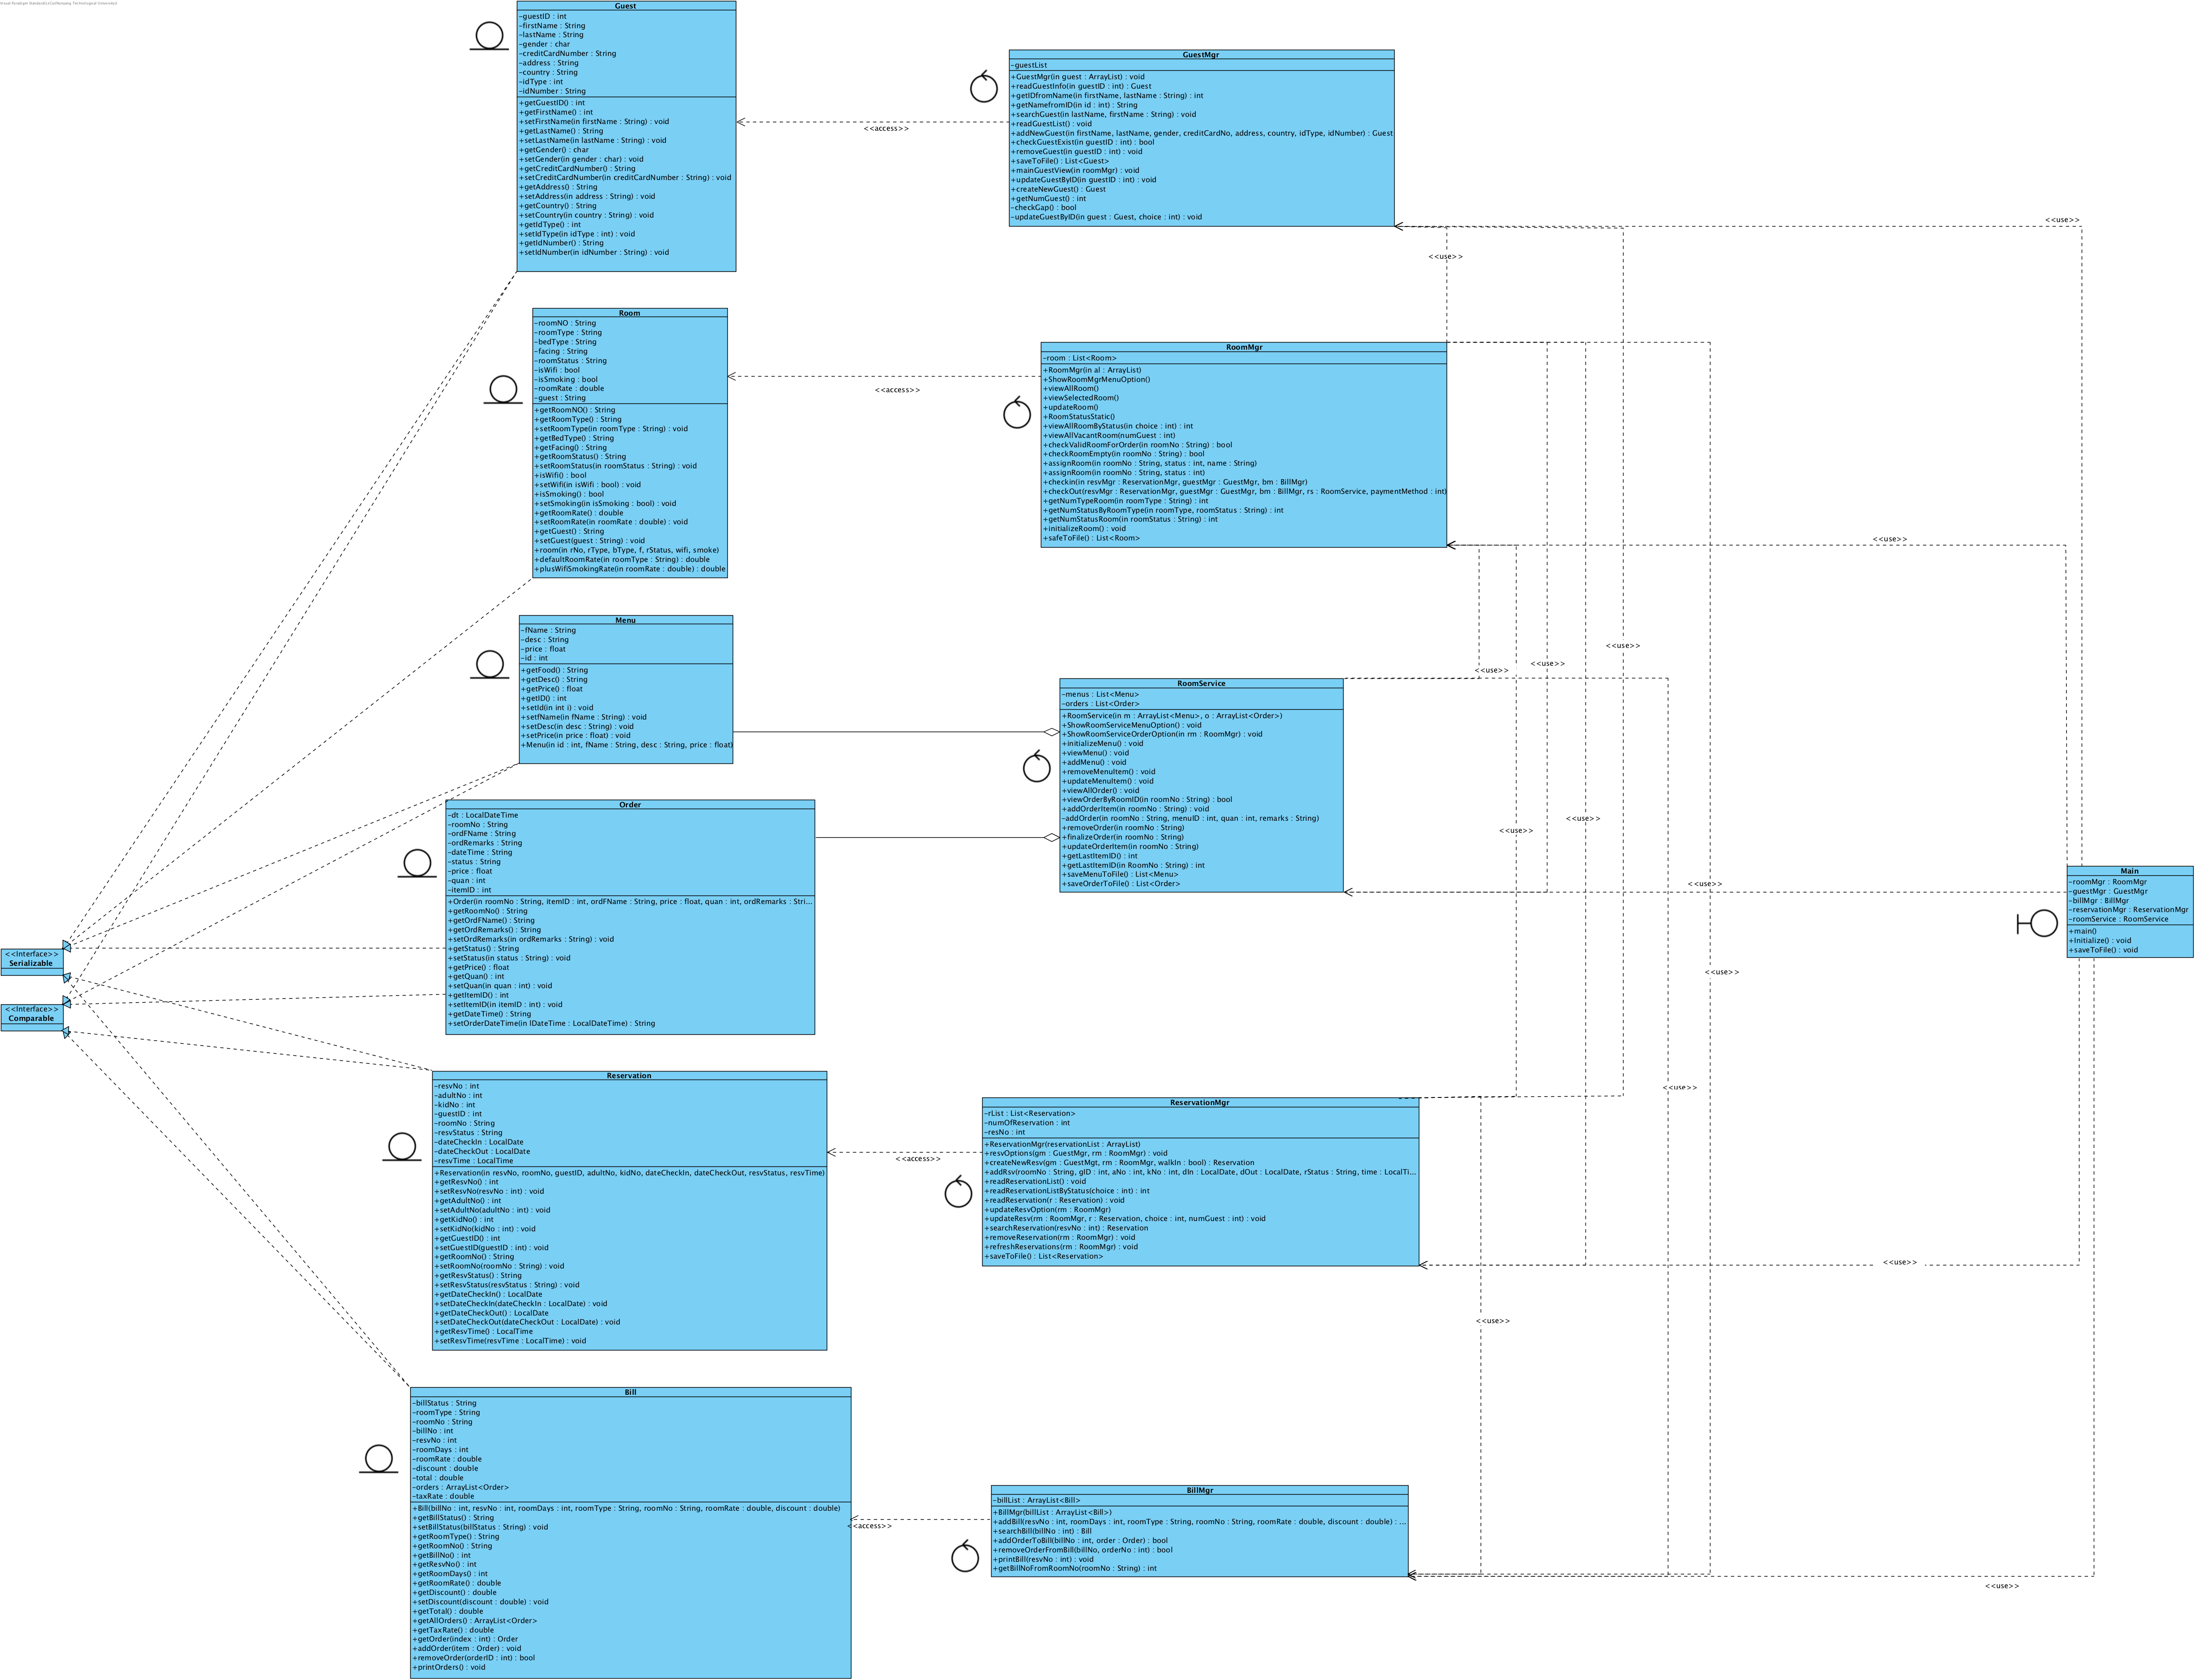 Visual Paradigm Standard(LeCarlNanyang Technological University)
Guest
-guestID : int
-firstName : String
-lastName : String
-gender : char
-creditCardNumber : String
-address : String
-country : String
-idType : int
-idNumber : String
+getGuestID() : int
+getFirstName() : int
+setFirstName(in firstName : String) : void
+getLastName() : String
+setLastName(in lastName : String) : void
+getGender() : char
+setGender(in gender : char) : void
+getCreditCardNumber() : String
+setCreditCardNumber(in creditCardNumber : String) : void
+getAddress() : String
+setAddress(in address : String) : void
+getCountry() : String
+setCountry(in country : String) : void
+getIdType() : int
+setIdType(in idType : int) : void
+getIdNumber() : String
+setIdNumber(in idNumber : String) : void
<<access>>
GuestMgr
-guestList
+GuestMgr(in guest : ArrayList) : void
+readGuestInfo(in guestID : int) : Guest
+getIDfromName(in firstName, lastName : String) : int
+getNamefromID(in id : int) : String
+searchGuest(in lastName, firstName : String) : void
+readGuestList() : void
+addNewGuest(in firstName, lastName, gender, creditCardNo, address, country, idType, idNumber) : Guest
+checkGuestExist(in guestID : int) : bool
+removeGuest(in guestID : int) : void
+saveToFile() : List<Guest>
+mainGuestView(in roomMgr) : void
+updateGuestByID(in guestID : int) : void
+createNewGuest() : Guest
+getNumGuest() : int
-checkGap() : bool
-updateGuestByID(in guest : Guest, choice : int) : void
<<use>>
<<use>>
Room
-roomNO : String
-roomType : String
-bedType : String
-facing : String
-roomStatus : String
-isWifi : bool
-isSmoking : bool
-roomRate : double
-guest : String
+getRoomNO() : String
+getRoomType() : String
+setRoomType(in roomType : String) : void
+getBedType() : String
+getFacing() : String
+getRoomStatus() : String
+setRoomStatus(in roomStatus : String) : void
+isWifi() : bool
+setWifi(in isWifi : bool) : void
+isSmoking() : bool
+setSmoking(in isSmoking : bool) : void
+getRoomRate() : double
+setRoomRate(in roomRate : double) : void
+getGuest() : String
+setGuest(guest : String) : void
+room(in rNo, rType, bType, f, rStatus, wifi, smoke)
+defaultRoomRate(in roomType : String) : double
+plusWifiSmokingRate(in roomRate : double) : double
<<access>>
RoomMgr
-room : List<Room>
+RoomMgr(in al : ArrayList)
+ShowRoomMgrMenuOption()
+viewAllRoom()
+viewSelectedRoom()
+updateRoom()
+RoomStatusStatic()
+viewAllRoomByStatus(in choice : int) : int
+viewAllVacantRoom(numGuest : int)
+checkValidRoomForOrder(in roomNo : String) : bool
+checkRoomEmpty(in roomNo : String) : bool
+assignRoom(in roomNo : String, status : int, name : String)
+assignRoom(in roomNo : String, status : int)
+checkin(in resvMgr : ReservationMgr, guestMgr : GuestMgr, bm : BillMgr)
+checkOut(resvMgr : ReservationMgr, guestMgr : GuestMgr, bm : BillMgr, rs : RoomService, paymentMethod : int)
+getNumTypeRoom(in roomType : String) : int
+getNumStatusByRoomType(in roomType, roomStatus : String) : int
+getNumStatusRoom(in roomStatus : String) : int
+initializeRoom() : void
+safeToFile() : List<Room>
<<use>>
Menu
-fName : String
-desc : String
-price : float
-id : int
+getFood() : String
+getDesc() : String
+getPrice() : float
+getID() : int
+setId(in int i) : void
+setfName(in fName : String) : void
+setDesc(in desc : String) : void
+setPrice(in price : float) : void
+Menu(in id : int, fName : String, desc : String, price : float)
<<use>>
<<use>>
<<use>>
RoomService
-menus : List<Menu>
-orders : List<Order>
+RoomService(in m : ArrayList<Menu>, o : ArrayList<Order>)
+ShowRoomServiceMenuOption() : void
+ShowRoomServiceOrderOption(in rm : RoomMgr) : void
+initializeMenu() : void
+viewMenu() : void
+addMenu() : void
+removeMenuItem() : void
+updateMenuItem() : void
+viewAllOrder() : void
+viewOrderByRoomID(in roomNo : String) : bool
+addOrderItem(in roomNo : String) : void
-addOrder(in roomNo : String, menuID : int, quan : int, remarks : String)
+removeOrder(in roomNo : String)
+finalizeOrder(in roomNo : String)
+updateOrderItem(in roomNo : String)
+getLastItemID() : int
+getLastItemID(in RoomNo : String) : int
+saveMenuToFile() : List<Menu>
+saveOrderToFile() : List<Order>
<<use>>
<<use>>
<<use>>
Order
-dt : LocalDateTime
-roomNo : String
-ordFName : String
-ordRemarks : String
-dateTime : String
-status : String
-price : float
-quan : int
-itemID : int
+Order(in roomNo : String, itemID : int, ordFName : String, price : float, quan : int, ordRemarks : Stri...
+getRoomNo() : String
+getOrdFName() : String
+getOrdRemarks() : String
+setOrdRemarks(in ordRemarks : String) : void
+getStatus() : String
+setStatus(in status : String) : void
+getPrice() : float
+getQuan() : int
+setQuan(in quan : int) : void
+getItemID() : int
+setItemID(in itemID : int) : void
+getDateTime() : String
+setOrderDateTime(in lDateTime : LocalDateTime) : String
Main
-roomMgr : RoomMgr
-guestMgr : GuestMgr
-billMgr : BillMgr
-reservationMgr : ReservationMgr
-roomService : RoomService
+main()
+Initialize() : void
+saveToFile() : void
<<Interface>>
Serializable
<<Interface>>
Comparable
<<use>>
<<use>>
Reservation
-resvNo : int
-adultNo : int
-kidNo : int
-guestID : int
-roomNo : String
-resvStatus : String
-dateCheckIn : LocalDate
-dateCheckOut : LocalDate
-resvTime : LocalTime
+Reservation(in resvNo, roomNo, guestID, adultNo, kidNo, dateCheckIn, dateCheckOut, resvStatus, resvTime)
+getResvNo() : int
+setResvNo(resvNo : int) : void
+getAdultNo() : int
+setAdultNo(adultNo : int) : void
+getKidNo() : int
+setKidNo(kidNo : int) : void
+getGuestID() : int
+setGuestID(guestID : int) : void
+getRoomNo() : String
+setRoomNo(roomNo : String) : void
+getResvStatus() : String
+setResvStatus(resvStatus : String) : void
+getDateCheckIn() : LocalDate
+setDateCheckIn(dateCheckIn : LocalDate) : void
+getDateCheckOut() : LocalDate
+setDateCheckOut(dateCheckOut : LocalDate) : void
+getResvTime() : LocalTime
+setResvTime(resvTime : LocalTime) : void
<<access>>
ReservationMgr
-rList : List<Reservation>
-numOfReservation : int
-resNo : int
+ReservationMgr(reservationList : ArrayList)
+resvOptions(gm : GuestMgr, rm : RoomMgr) : void
+createNewResv(gm : GuestMgt, rm : RoomMgr, walkIn : bool) : Reservation
+addRsv(roomNo : String, gID : int, aNo : int, kNo : int, dIn : LocalDate, dOut : LocalDate, rStatus : String, time : LocalTi...
+readReservationList() : void
+readReservationListByStatus(choice : int) : int
+readReservation(r : Reservation) : void
+updateResvOption(rm : RoomMgr)
+updateResv(rm : RoomMgr, r : Reservation, choice : int, numGuest : int) : void
+searchReservation(resvNo : int) : Reservation
+removeReservation(rm : RoomMgr) : void
+refreshReservations(rm : RoomMgr) : void
+saveToFile() : List<Reservation>
<<use>>
<<use>>
Bill
-billStatus : String
-roomType : String
-roomNo : String
-billNo : int
-resvNo : int
-roomDays : int
-roomRate : double
-discount : double
-total : double
-orders : ArrayList<Order>
-taxRate : double
+Bill(billNo : int, resvNo : int, roomDays : int, roomType : String, roomNo : String, roomRate : double, discount : double)
+getBillStatus() : String
+setBillStatus(billStatus : String) : void
+getRoomType() : String
+getRoomNo() : String
+getBillNo() : int
+getResvNo() : int
+getRoomDays() : int
+getRoomRate() : double
+getDiscount() : double
+setDiscount(discount : double) : void
+getTotal() : double
+getAllOrders() : ArrayList<Order>
+getTaxRate() : double
+getOrder(index : int) : Order
+addOrder(item : Order) : void
+removeOrder(orderID : int) : bool
+printOrders() : void
<<access>>
BillMgr
-billList : ArrayList<Bill>
+BillMgr(billList : ArrayList<Bill>)
+addBill(resvNo : int, roomDays : int, roomType : String, roomNo : String, roomRate : double, discount : double) : ...
+searchBill(billNo : int) : Bill
+addOrderToBill(billNo : int, order : Order) : bool
+removeOrderFromBill(billNo, orderNo : int) : bool
+printBill(resvNo : int) : void
+getBillNoFromRoomNo(roomNo : String) : int
<<use>>